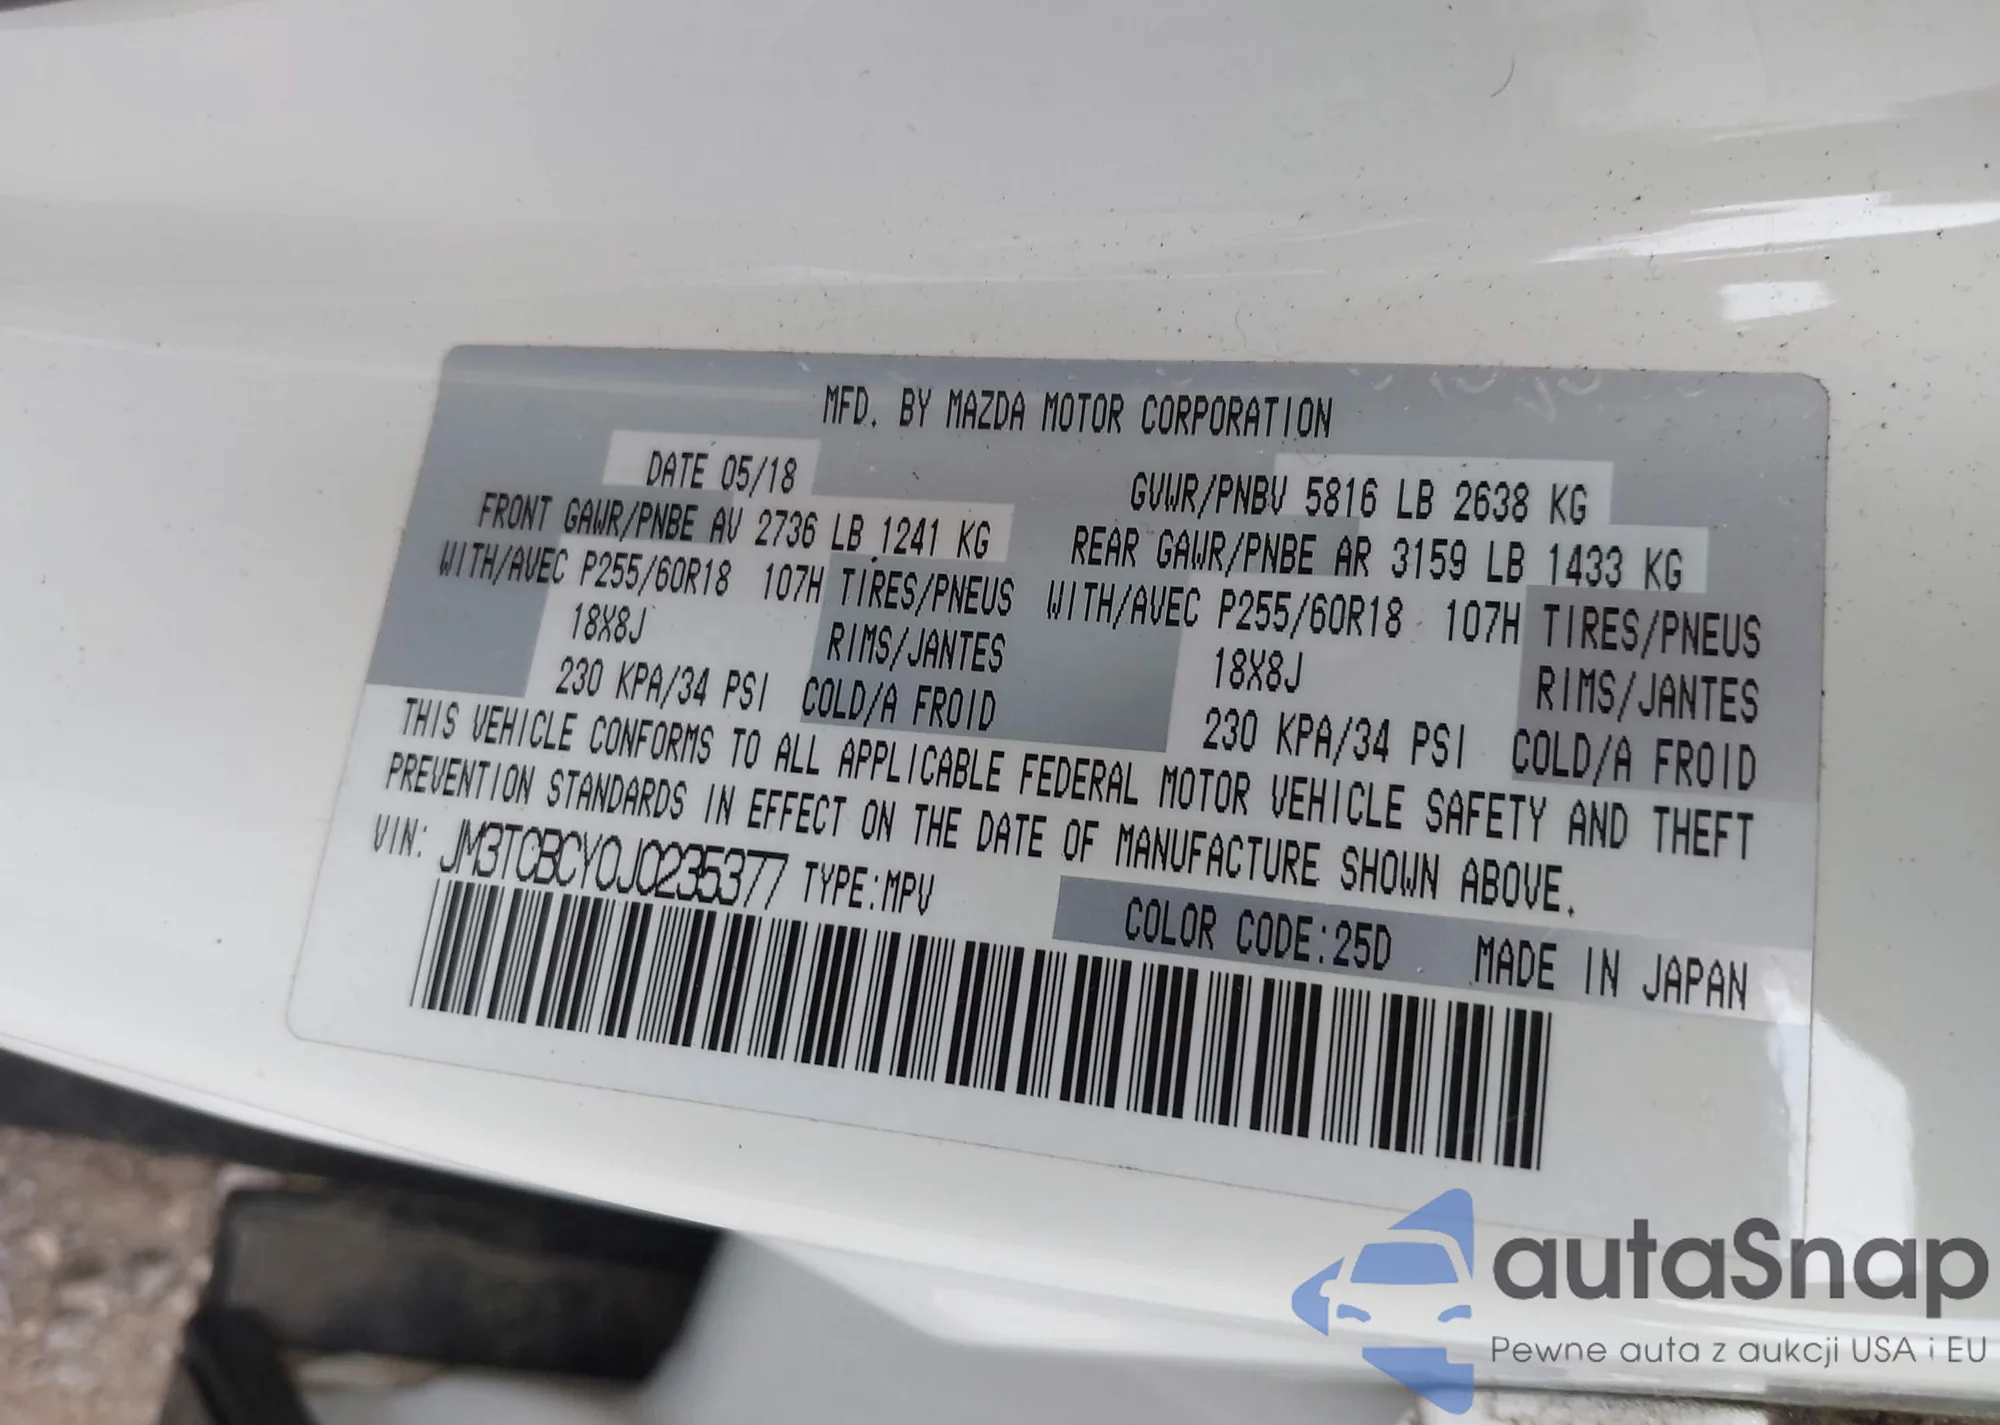 MFD. BY MAZDA MOTOR CORPORATION
DATE 05/18 GVWR/PNBV 5816 LB 2638 KG
FRONT GAWR/PNBE AV 2736 LB 1241 KG REAR GAWR/PNBE AR 3159 LB 1433 KG
WITH/AVEC P255/60R18 107H TIRES/PNEUS WITH/AVEC P255/60R18 107H TIRES/PNEUS
18X8J RIMS/JANTES 18X8J RIMS/JANTES
230 KPA/34 PSI COLD/A FROID 230 KPA/34 PSI COLD/A FROID
THIS VEHICLE CONFORMS TO ALL APPLICABLE FEDERAL MOTOR VEHICLE SAFETY AND THEFT
PREVENTION STANDARDS IN EFFECT ON THE DATE OF MANUFACTURE SHOWN ABOVE.
VIN: JM3TCBCY0J0235377 TYPE:MPV
COLOR CODE:25D MADE IN JAPAN
autaSnap
Pewne auta z aukcji USA i EU